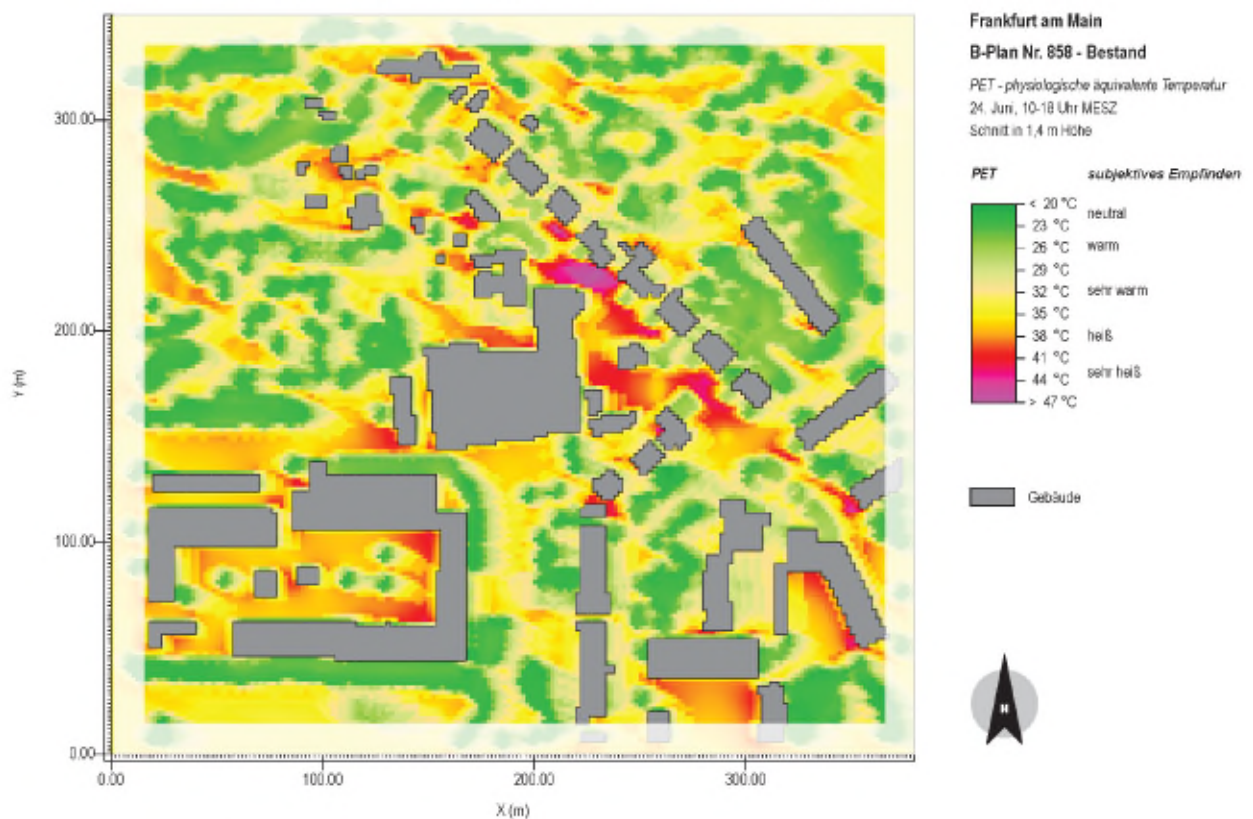 Frankfurt am Main
B-Plan Nr. 858 - Bestand
PET - physiologische äquivalente Temperatur
24. Juni, 10-18 Uhr MESZ
Schnitt in 1,4 m Höhe
PET subjektives Empfinden
< 20 °C neutral
23 °C
26 °C warm
29 °C
32 °C sehr warm
35 °C
38 °C heiß
41 °C
44 °C sehr heiß
> 47 °C
Gebäude
N
300.00
200.00
Y (m)
100.00
0.00
0.00 100.00 200.00 300.00
X (m)